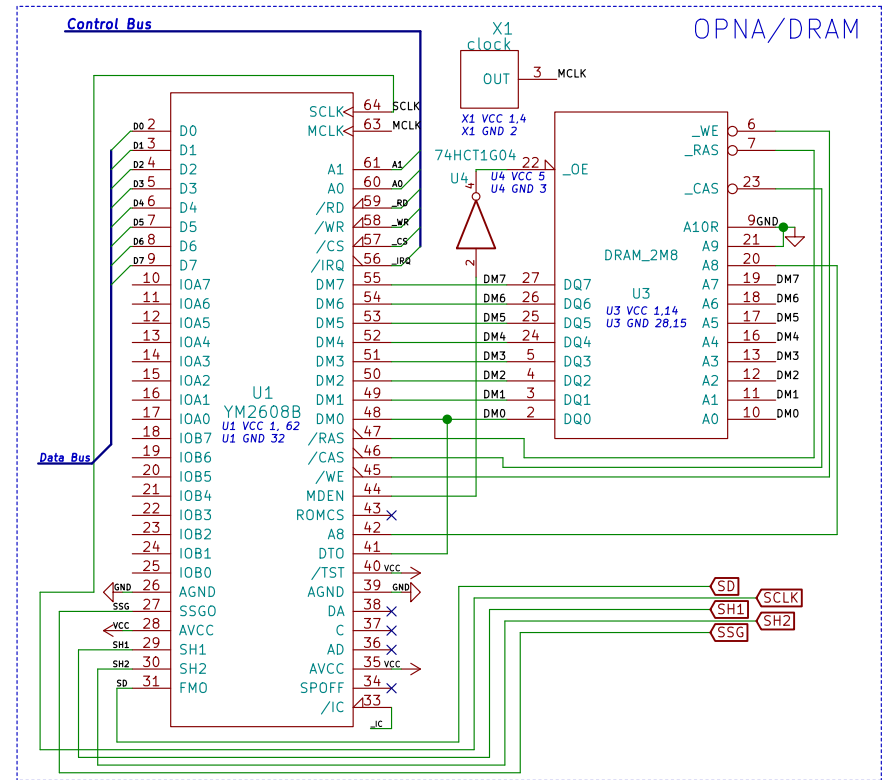 Control Bus
OPNA/DRAM
X1
clock
OUT 3 MCLK
X1 VCC 1,4
X1 GND 2
SCLK 64 SCLK
MCLK 63 MCLK
D0 2 D0
D1 3 D1
D2 4 D2
D3 5 D3
D4 6 D4
D5 7 D5
D6 8 D6
D7 9 D7
10 IOA7
11 IOA6
12 IOA5
13 IOA4
14 IOA3
15 IOA2
16 IOA1
17 IOA0
18 IOB7
19 IOB6
20 IOB5
21 IOB4
22 IOB3
23 IOB2
24 IOB1
25 IOB0
GND 26 AGND
SSG 27 SSGO
VCC 28 AVCC
SH1 29 SH1
SH2 30 SH2
SD 31 FMO
Data Bus
U1
YM2608B
U1 VCC 1, 62
U1 GND 32
A1 61 A1
A0 60 A0
/RD 59 _RD
/WR 58 _WR
/CS 57 _CS
/IRQ 56 _IRQ
DM7 55
DM6 54
DM5 53
DM4 52
DM3 51
DM2 50
DM1 49
DM0 48
/RAS 47
/CAS 46
/WE 45
MDEN 44
ROMCS 43
A8 42
DTO 41
/TST 40 VCC
AGND 39 GND
DA 38
C 37
AD 36
AVCC 35 VCC
SPOFF 34
/IC 33
_IC
74HCT1G04
U4
4
2
U4 VCC 5
U4 GND 3
22 _OE
DM7 27 DQ7
DM6 26 DQ6
DM5 25 DQ5
DM4 24 DQ4
DM3 5 DQ3
DM2 4 DQ2
DM1 3 DQ1
DM0 2 DQ0
DRAM_2M8
U3
U3 VCC 1,14
U3 GND 28,15
_WE 6
_RAS 7
_CAS 23
A10R 9 GND
A9 21
A8 20
A7 19 DM7
A6 18 DM6
A5 17 DM5
A4 16 DM4
A3 13 DM3
A2 12 DM2
A1 11 DM1
A0 10 DM0
SD
SCLK
SH1
SH2
SSG